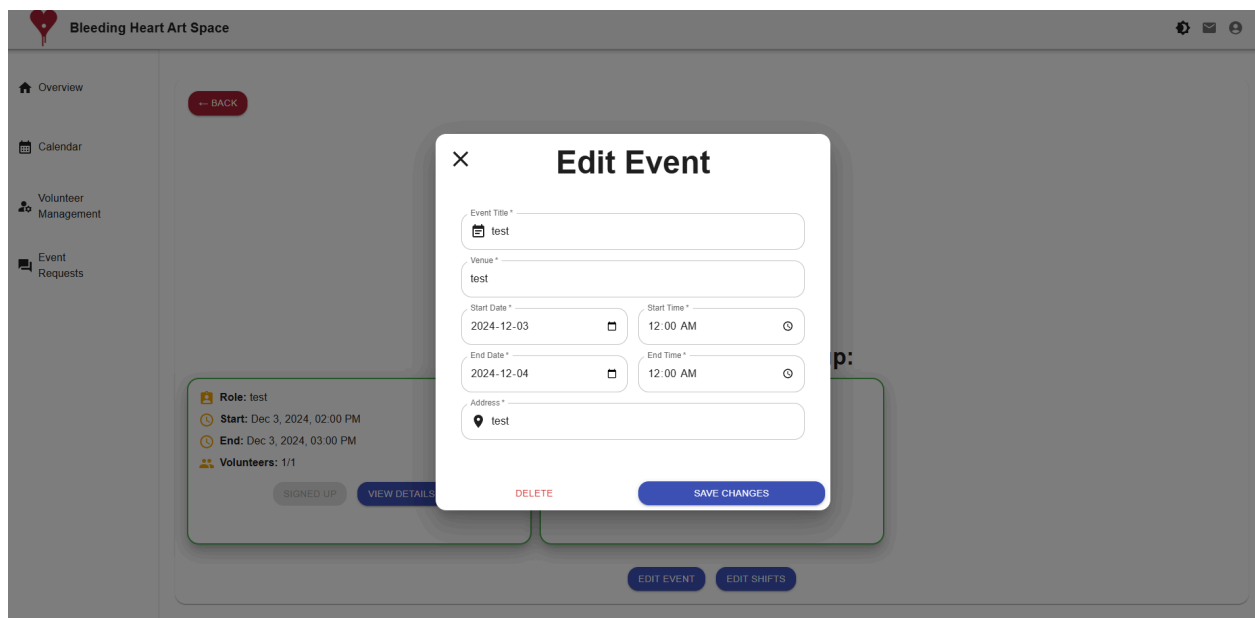 Bleeding Heart Art Space
Overview
Calendar
Volunteer
Management
Event
Requests
← BACK
Edit Event
Event Title *
test
Venue *
test
Start Date *
2024-12-03
Start Time *
12:00 AM
End Date *
2024-12-04
End Time *
12:00 AM
Address *
test
DELETE
SAVE CHANGES
up:
Role: test
Start: Dec 3, 2024, 02:00 PM
End: Dec 3, 2024, 03:00 PM
Volunteers: 1/1
SIGNED UP
VIEW DETAILS
EDIT EVENT
EDIT SHIFTS